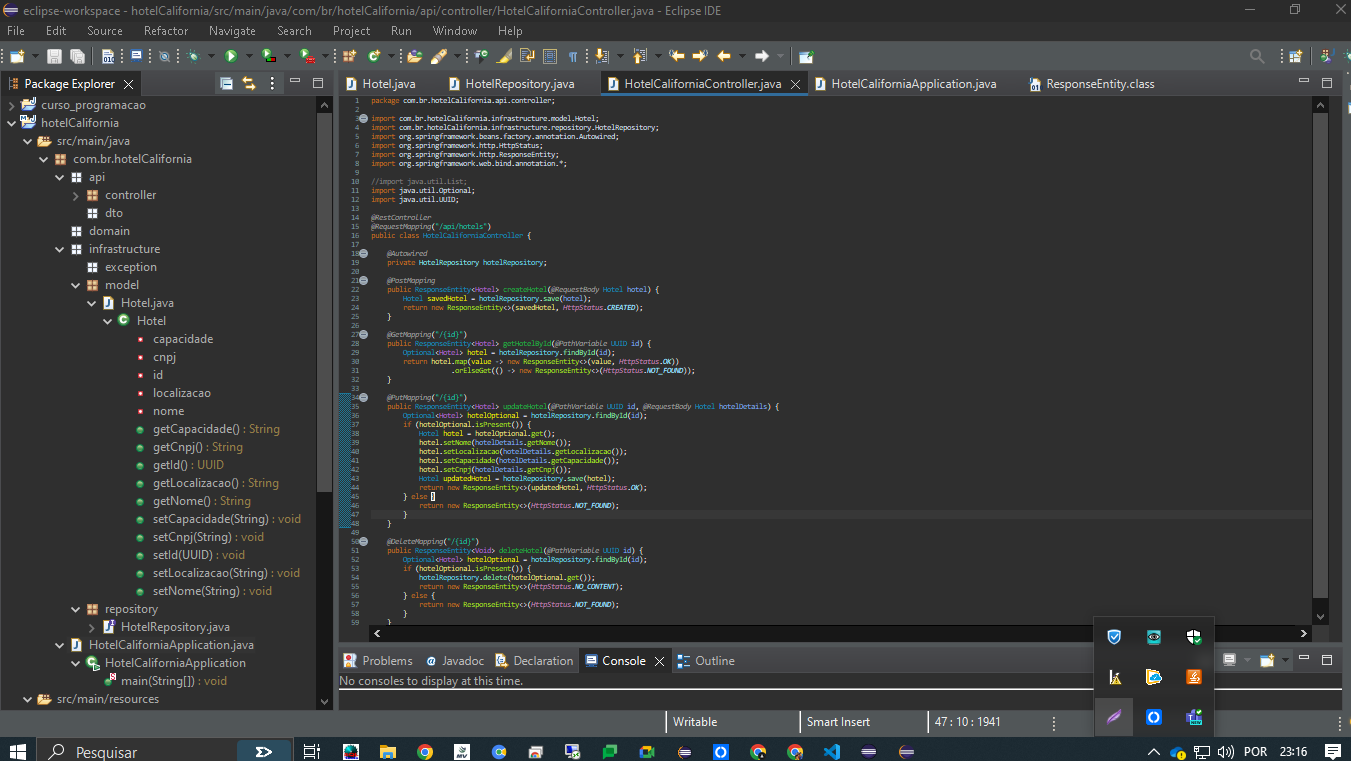 eclipse-workspace - hotelCalifornia/src/main/java/com/br/hotelCalifornia/api/controller/HotelCaliforniaController.java - Eclipse IDE
File Edit Source Refactor Navigate Search Project Run Window Help
Package Explorer
Hotel.java HotelRepository.java HotelCaliforniaController.java HotelCaliforniaApplication.java ResponseEntity.class
curso_programacao
hotelCalifornia
src/main/java
com.br.hotelCalifornia
api
controller
dto
domain
infrastructure
exception
model
Hotel.java
Hotel
capacidade
cnpj
id
localizacao
nome
getCapacidade() : String
getCnpj() : String
getId() : UUID
getLocalizacao() : String
getNome() : String
setCapacidade(String) : void
setCnpj(String) : void
setId(UUID) : void
setLocalizacao(String) : void
setNome(String) : void
repository
HotelRepository.java
HotelCaliforniaApplication.java
HotelCaliforniaApplication
main(String[]) : void
src/main/resources
1 package com.br.hotelCalifornia.api.controller;
2
3 import com.br.hotelCalifornia.infrastructure.model.Hotel;
4 import com.br.hotelCalifornia.infrastructure.repository.HotelRepository;
5 import org.springframework.beans.factory.annotation.Autowired;
6 import org.springframework.http.HttpStatus;
7 import org.springframework.http.ResponseEntity;
8 import org.springframework.web.bind.annotation.*;
9
10 //import java.util.List;
11 import java.util.Optional;
12 import java.util.UUID;
13
14 @RestController
15 @RequestMapping("/api/hotels")
16 public class HotelCaliforniaController {
17
18 @Autowired
19 private HotelRepository hotelRepository;
20
21 @PostMapping
22 public ResponseEntity<Hotel> createHotel(@RequestBody Hotel hotel) {
23 Hotel savedHotel = hotelRepository.save(hotel);
24 return new ResponseEntity<>(savedHotel, HttpStatus.CREATED);
25 }
26
27 @GetMapping("/{id}")
28 public ResponseEntity<Hotel> getHotelById(@PathVariable UUID id) {
29 Optional<Hotel> hotel = hotelRepository.findById(id);
30 return hotel.map(value -> new ResponseEntity<>(value, HttpStatus.OK))
31 .orElseGet(() -> new ResponseEntity<>(HttpStatus.NOT_FOUND));
32 }
33
34 @PutMapping("/{id}")
35 public ResponseEntity<Hotel> updateHotel(@PathVariable UUID id, @RequestBody Hotel hotelDetails) {
36 Optional<Hotel> hotelOptional = hotelRepository.findById(id);
37 if (hotelOptional.isPresent()) {
38 Hotel hotel = hotelOptional.get();
39 hotel.setNome(hotelDetails.getNome());
40 hotel.setLocalizacao(hotelDetails.getLocalizacao());
41 hotel.setCapacidade(hotelDetails.getCapacidade());
42 hotel.setCnpj(hotelDetails.getCnpj());
43 Hotel updatedHotel = hotelRepository.save(hotel);
44 return new ResponseEntity<>(updatedHotel, HttpStatus.OK);
45 } else {
46 return new ResponseEntity<>(HttpStatus.NOT_FOUND);
47 }
48 }
49
50 @DeleteMapping("/{id}")
51 public ResponseEntity<Void> deleteHotel(@PathVariable UUID id) {
52 Optional<Hotel> hotelOptional = hotelRepository.findById(id);
53 if (hotelOptional.isPresent()) {
54 hotelRepository.delete(hotelOptional.get());
55 return new ResponseEntity<>(HttpStatus.NO_CONTENT);
56 } else {
57 return new ResponseEntity<>(HttpStatus.NOT_FOUND);
58 }
59 }
Problems Javadoc Declaration Console Outline
No consoles to display at this time.
Writable Smart Insert 47 : 10 : 1941
Pesquisar POR 23:16